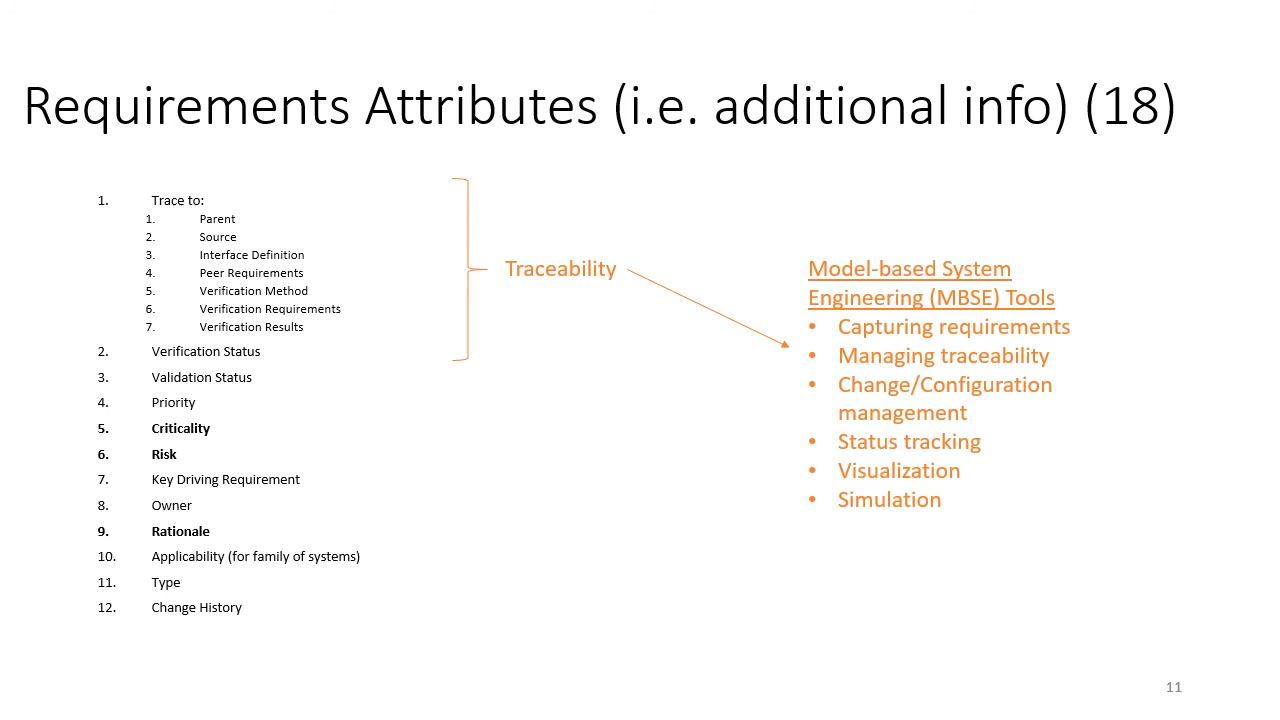 Requirements Attributes (i.e. additional info) (18)
1. Trace to:
1. Parent
2. Source
3. Interface Definition
4. Peer Requirements
5. Verification Method
6. Verification Requirements
7. Verification Results
2. Verification Status
3. Validation Status
4. Priority
5. Criticality
6. Risk
7. Key Driving Requirement
8. Owner
9. Rationale
10. Applicability (for family of systems)
11. Type
12. Change History
Traceability
Model-based System
Engineering (MBSE) Tools
• Capturing requirements
• Managing traceability
• Change/Configuration
management
• Status tracking
• Visualization
• Simulation
11